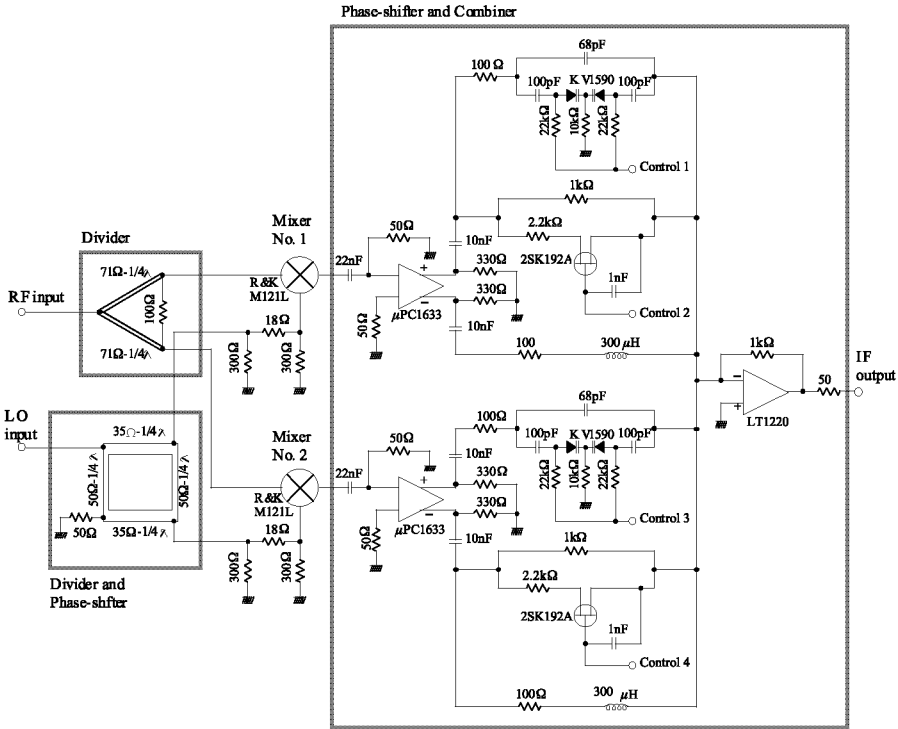 Phase-shifter and Combiner
68pF
100 Ω
100pF
K V1590
100pF
22kΩ
10kΩ
22kΩ
Control 1
1kΩ
2.2kΩ
2SK192A
1nF
Control 2
50Ω
22nF
10nF
330Ω
330Ω
10nF
+
−
μPC1633
50Ω
100
300 μH
Divider
71Ω-1/4 λ
100Ω
71Ω-1/4λ
RF input
Mixer
No. 1
R&K
M121L
18Ω
300Ω
300Ω
LO
input
35Ω-1/4 λ
50Ω-1/4 λ
50Ω-1/4 λ
35Ω-1/4 λ
50Ω
Divider and
Phase-shfter
Mixer
No. 2
R&K
M121L
18Ω
300Ω
300Ω
68pF
100Ω
100pF
K V1590
100pF
22kΩ
10kΩ
22kΩ
Control 3
50Ω
22nF
10nF
330Ω
330Ω
10nF
+
−
μPC1633
50Ω
1kΩ
2.2kΩ
2SK192A
1nF
Control 4
100Ω
300 μH
1kΩ
−
+
LT1220
50
IF
output